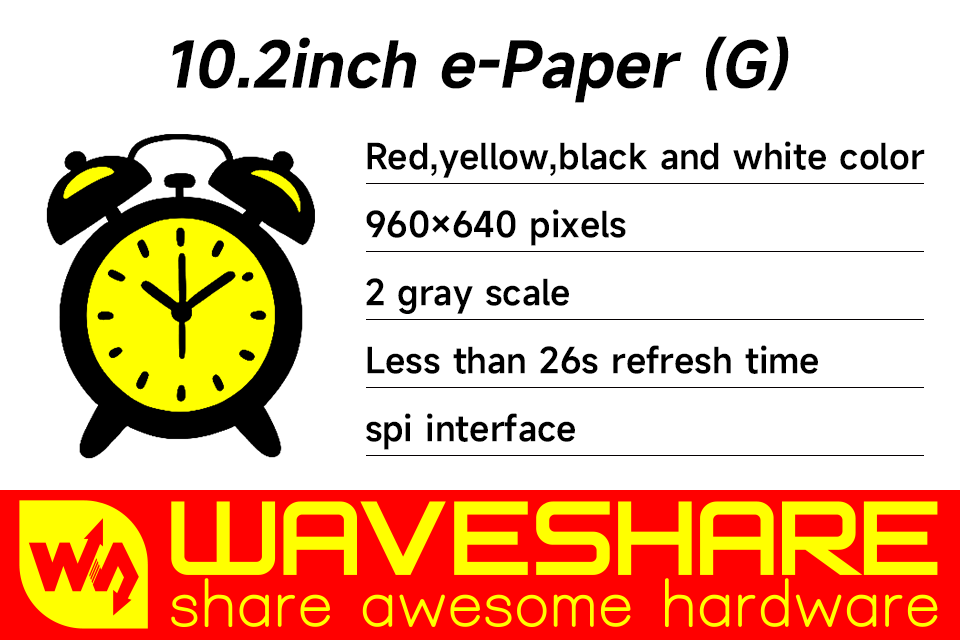 10.2inch e-Paper (G)
Red,yellow,black and white color
960×640 pixels
2 gray scale
Less than 26s refresh time
spi interface
WAVESHARE
share awesome hardware